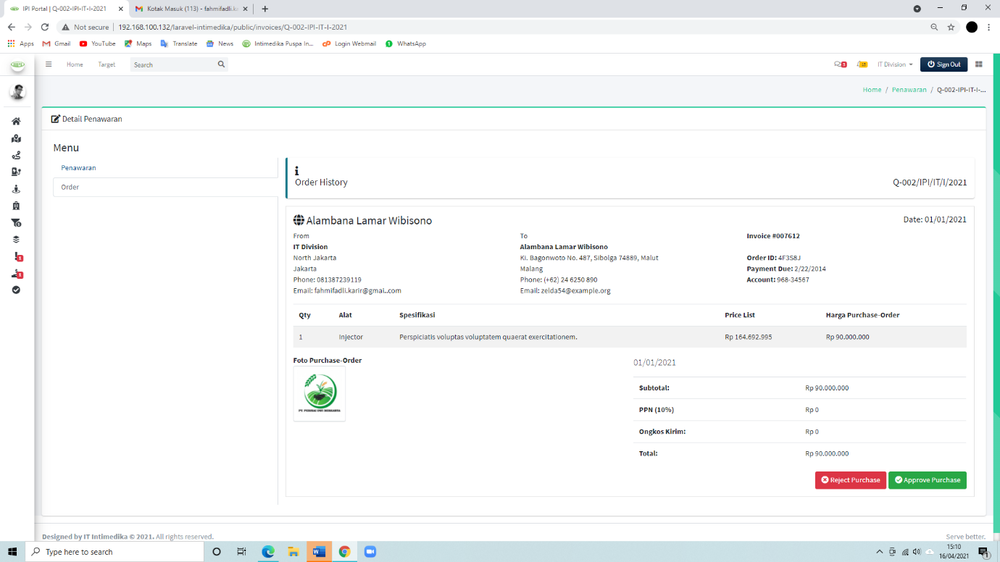 IPI Portal | Q-002-IPI-IT-I-2021
Kotak Masuk (113) - fahmifadli.k
Not secure | 192.168.100.132/laravel-intimedika/public/invoices/Q-002-IPI-IT-I-2021
Apps Gmail YouTube Maps Translate News Intimedika Puspa In... Login Webmail WhatsApp
IPI Home Target Search 3 15 IT Division Sign Out
Home / Penawaran / Q-002-IPI-IT-I-...
Detail Penawaran
Menu
Penawaran
Order
Order History Q-002/IPI/IT/I/2021
Alambana Lamar Wibisono Date: 01/01/2021
From
IT Division
North Jakarta
Jakarta
Phone: 081387239119
Email: fahmifadli.karir@gmai..com
To
Alambana Lamar Wibisono
Ki. Bagonwoto No. 487, Sibolga 74889, Malut
Malang
Phone: (+62) 24 6250 890
Email: zelda54@example.org
Invoice #007612
Order ID: 4F3S8J
Payment Due: 2/22/2014
Account: 968-34567
Qty Alat Spesifikasi Price List Harga Purchase-Order
1 Injector Perspiciatis voluptas voluptatem quaerat exercitationem. Rp 164.692.995 Rp 90.000.000
Foto Purchase-Order
01/01/2021
Subtotal: Rp 90.000.000
PPN (10%) Rp 0
Ongkos Kirim: Rp 0
Total: Rp 90.000.000
Reject Purchase Approve Purchase
1
1
Designed by IT Intimedika © 2021. All rights reserved. Serve better.
Type here to search
15:10
16/04/2021
1